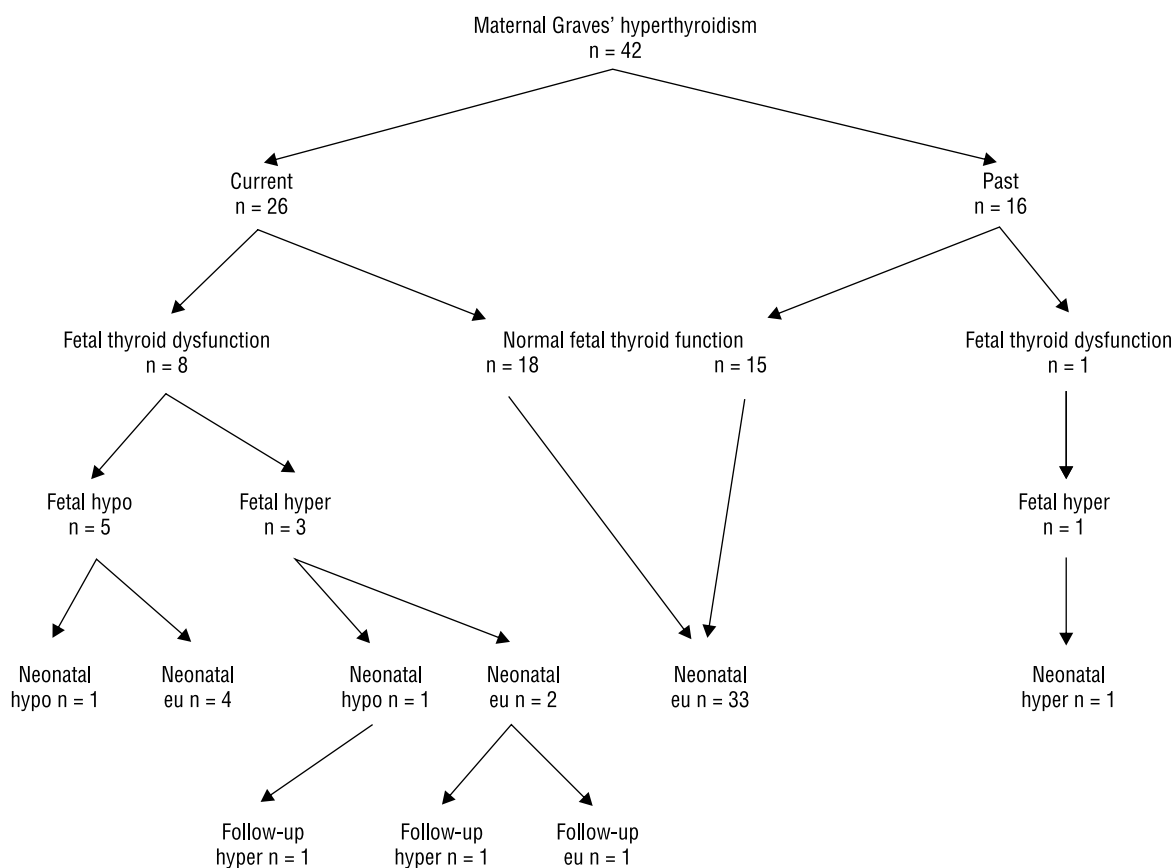 Maternal Graves' hyperthyroidism
n = 42
Current
n = 26
Past
n = 16
Fetal thyroid dysfunction
n = 8
Normal fetal thyroid function
n = 18
n = 15
Fetal thyroid dysfunction
n = 1
Fetal hypo
n = 5
Fetal hyper
n = 3
Fetal hyper
n = 1
Neonatal
hypo n = 1
Neonatal
eu n = 4
Neonatal
hypo n = 1
Neonatal
eu n = 2
Neonatal
eu n = 33
Neonatal
hyper n = 1
Follow-up
hyper n = 1
Follow-up
hyper n = 1
Follow-up
eu n = 1